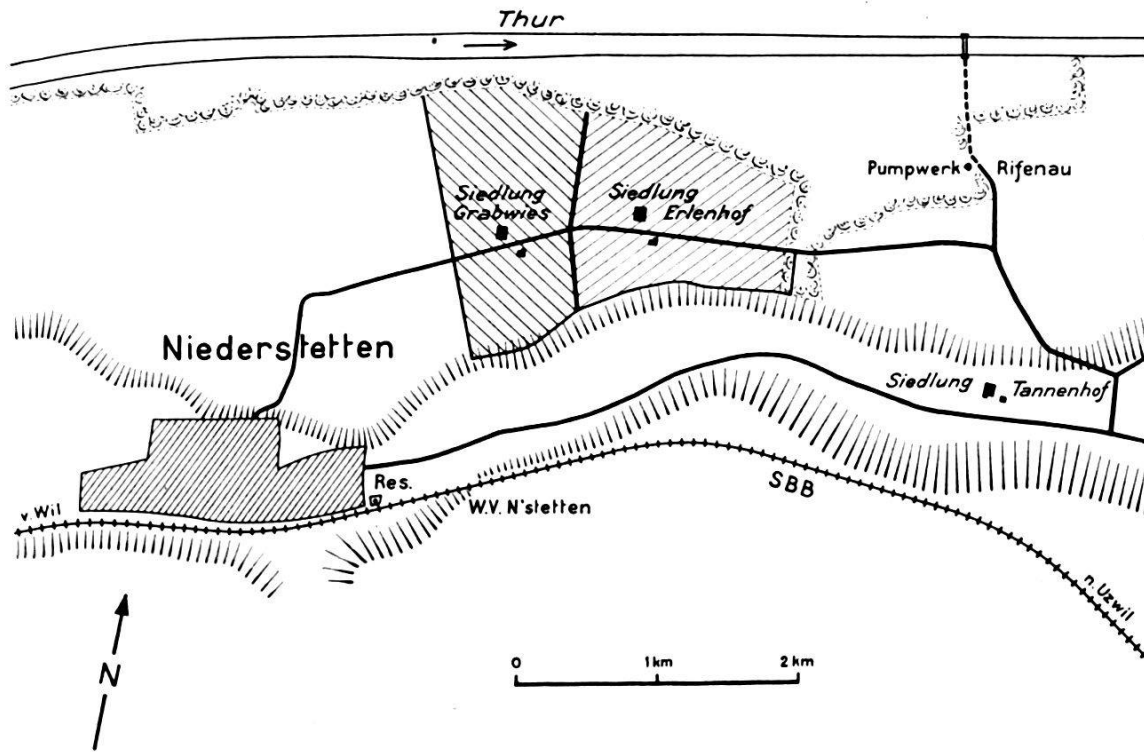 Thur
Pumpwerk
Rifenau
Siedlung
Grabwies
Siedlung
Erlenhof
Niederstetten
Siedlung
Tannenhof
Res.
W.V. N'stetten
SBB
v. Wil
n. Uzwil
N
0
1 km
2 km